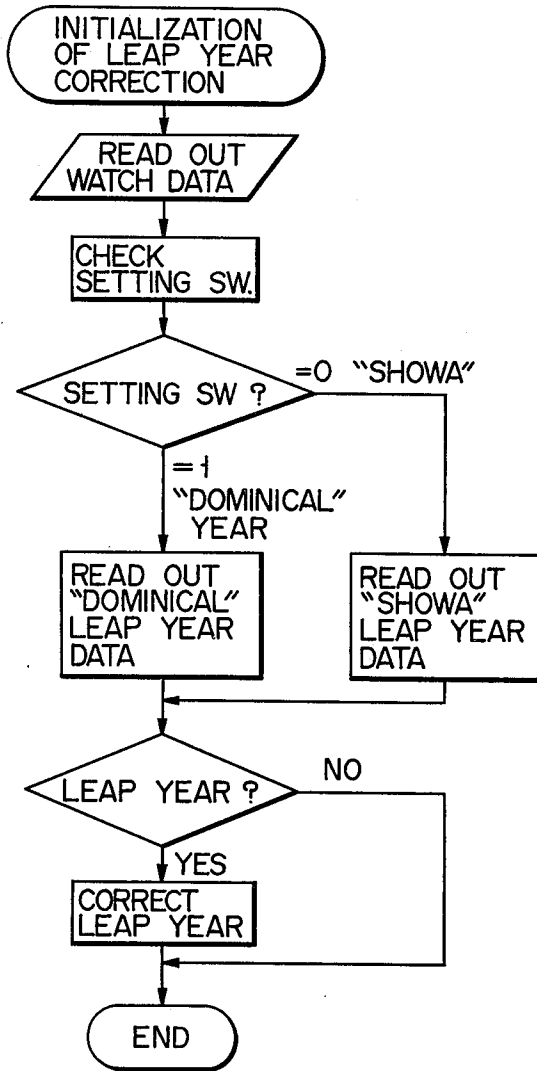 INITIALIZATION
OF LEAP YEAR
CORRECTION
READ OUT
WATCH DATA
CHECK
SETTING SW.
SETTING SW ?
=0 "SHOWA"
=1
"DOMINICAL"
YEAR
READ OUT
"DOMINICAL"
LEAP YEAR
DATA
READ OUT
"SHOWA"
LEAP YEAR
DATA
LEAP YEAR ?
NO
YES
CORRECT
LEAP YEAR
END